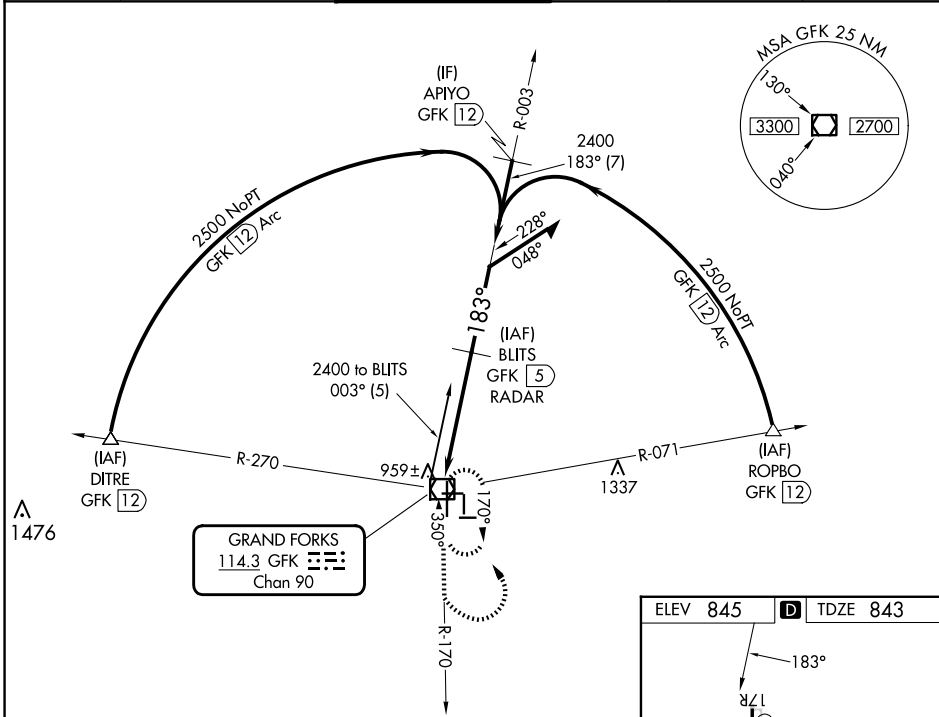 MSA GFK 25 NM
130°
3300
2700
040°
(IF)
APIYO
GFK 12
R-003
2400
183° (7)
2500 NoPT
GFK 12 Arc
228°
048°
2500 NoPT
GFK 12 Arc
183°
(IAF)
BLITS
GFK 5
RADAR
2400 to BLITS
003° (5)
(IAF)
DITRE
GFK 12
R-270
959±
R-071
1337
(IAF)
ROPBO
GFK 12
1476
170°
350°
GRAND FORKS
114.3 GFK
Chan 90
R-170
ELEV 845 D TDZE 843
183°
17R